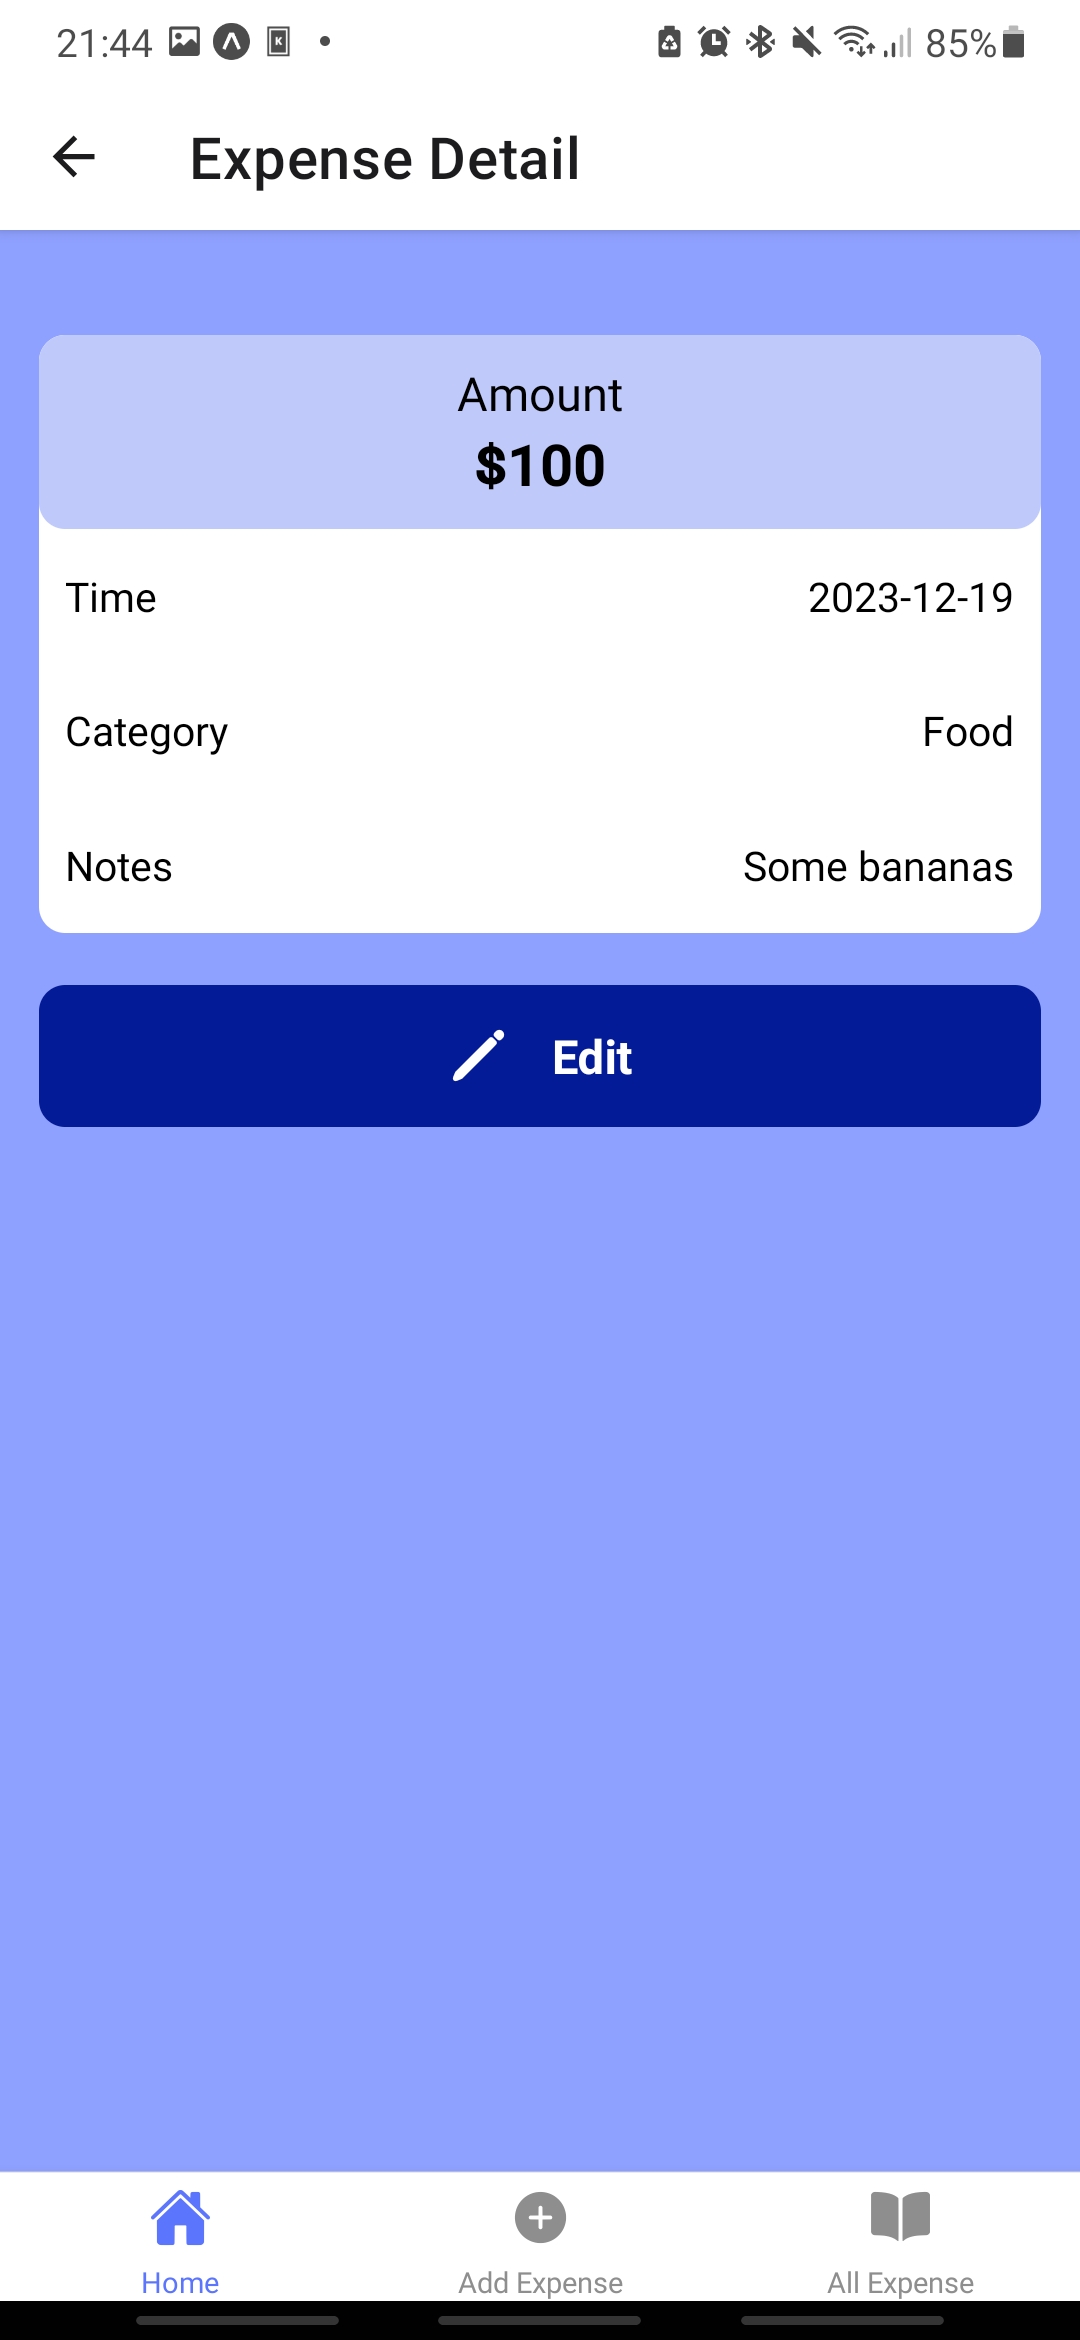 21:44 K 85%
Expense Detail
Amount
$100
Time 2023-12-19
Category Food
Notes Some bananas
Edit
Home Add Expense All Expense